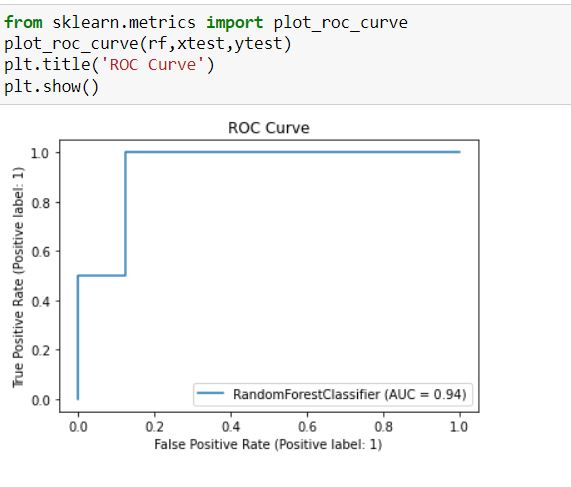 from sklearn.metrics import plot_roc_curve
plot_roc_curve(rf,xtest,ytest)
plt.title('ROC Curve')
plt.show()
ROC Curve
True Positive Rate (Positive label: 1)
1.0
0.8
0.6
0.4
0.2
0.0
RandomForestClassifier (AUC = 0.94)
0.0 0.2 0.4 0.6 0.8 1.0
False Positive Rate (Positive label: 1)